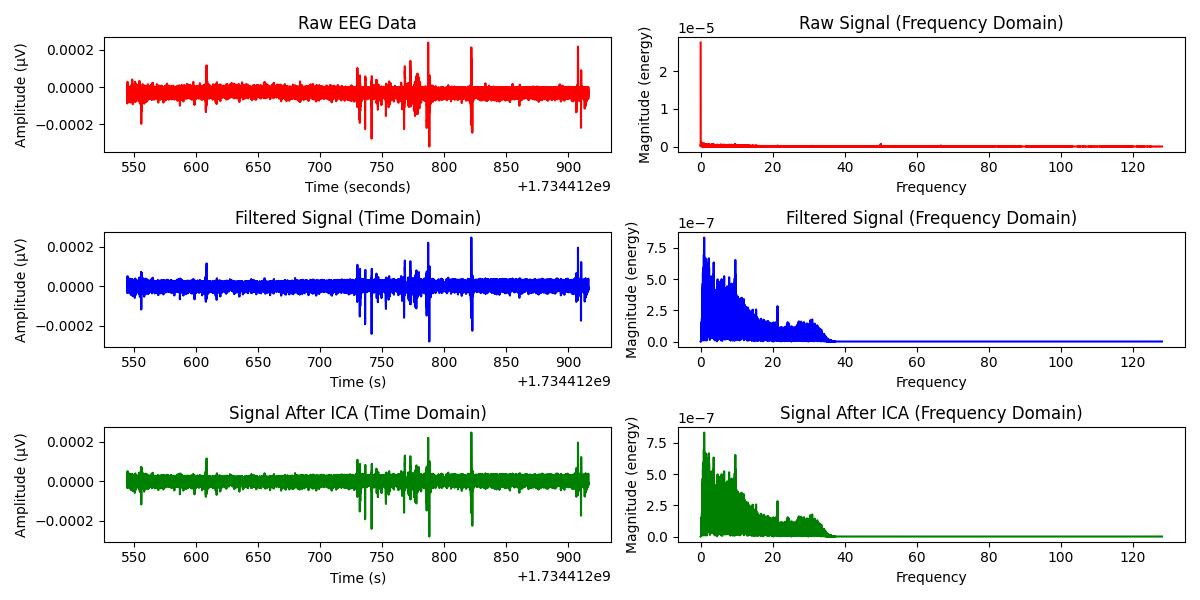 Raw EEG Data
Amplitude (µV)
0.0002
0.0000
−0.0002
550 600 650 700 750 800 850 900
Time (seconds)
+1.734412e9
Raw Signal (Frequency Domain)
1e−5
Magnitude (energy)
2
1
0
0 20 40 60 80 100 120
Frequency
Filtered Signal (Time Domain)
Amplitude (µV)
0.0002
0.0000
−0.0002
550 600 650 700 750 800 850 900
Time (s)
+1.734412e9
Filtered Signal (Frequency Domain)
1e−7
Magnitude (energy)
7.5
5.0
2.5
0.0
0 20 40 60 80 100 120
Frequency
Signal After ICA (Time Domain)
Amplitude (µV)
0.0002
0.0000
−0.0002
550 600 650 700 750 800 850 900
Time (s)
+1.734412e9
Signal After ICA (Frequency Domain)
1e−7
Magnitude (energy)
7.5
5.0
2.5
0.0
0 20 40 60 80 100 120
Frequency